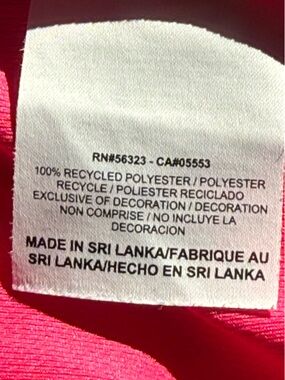 RN#56323 - CA#05553
100% RECYCLED POLYESTER / POLYESTER
RECYCLE / POLIESTER RECICLADO
EXCLUSIVE OF DECORATION / DECORATION
NON COMPRISE / NO INCLUYE LA
DECORACION
MADE IN SRI LANKA/FABRIQUE AU
SRI LANKA/HECHO EN SRI LANKA